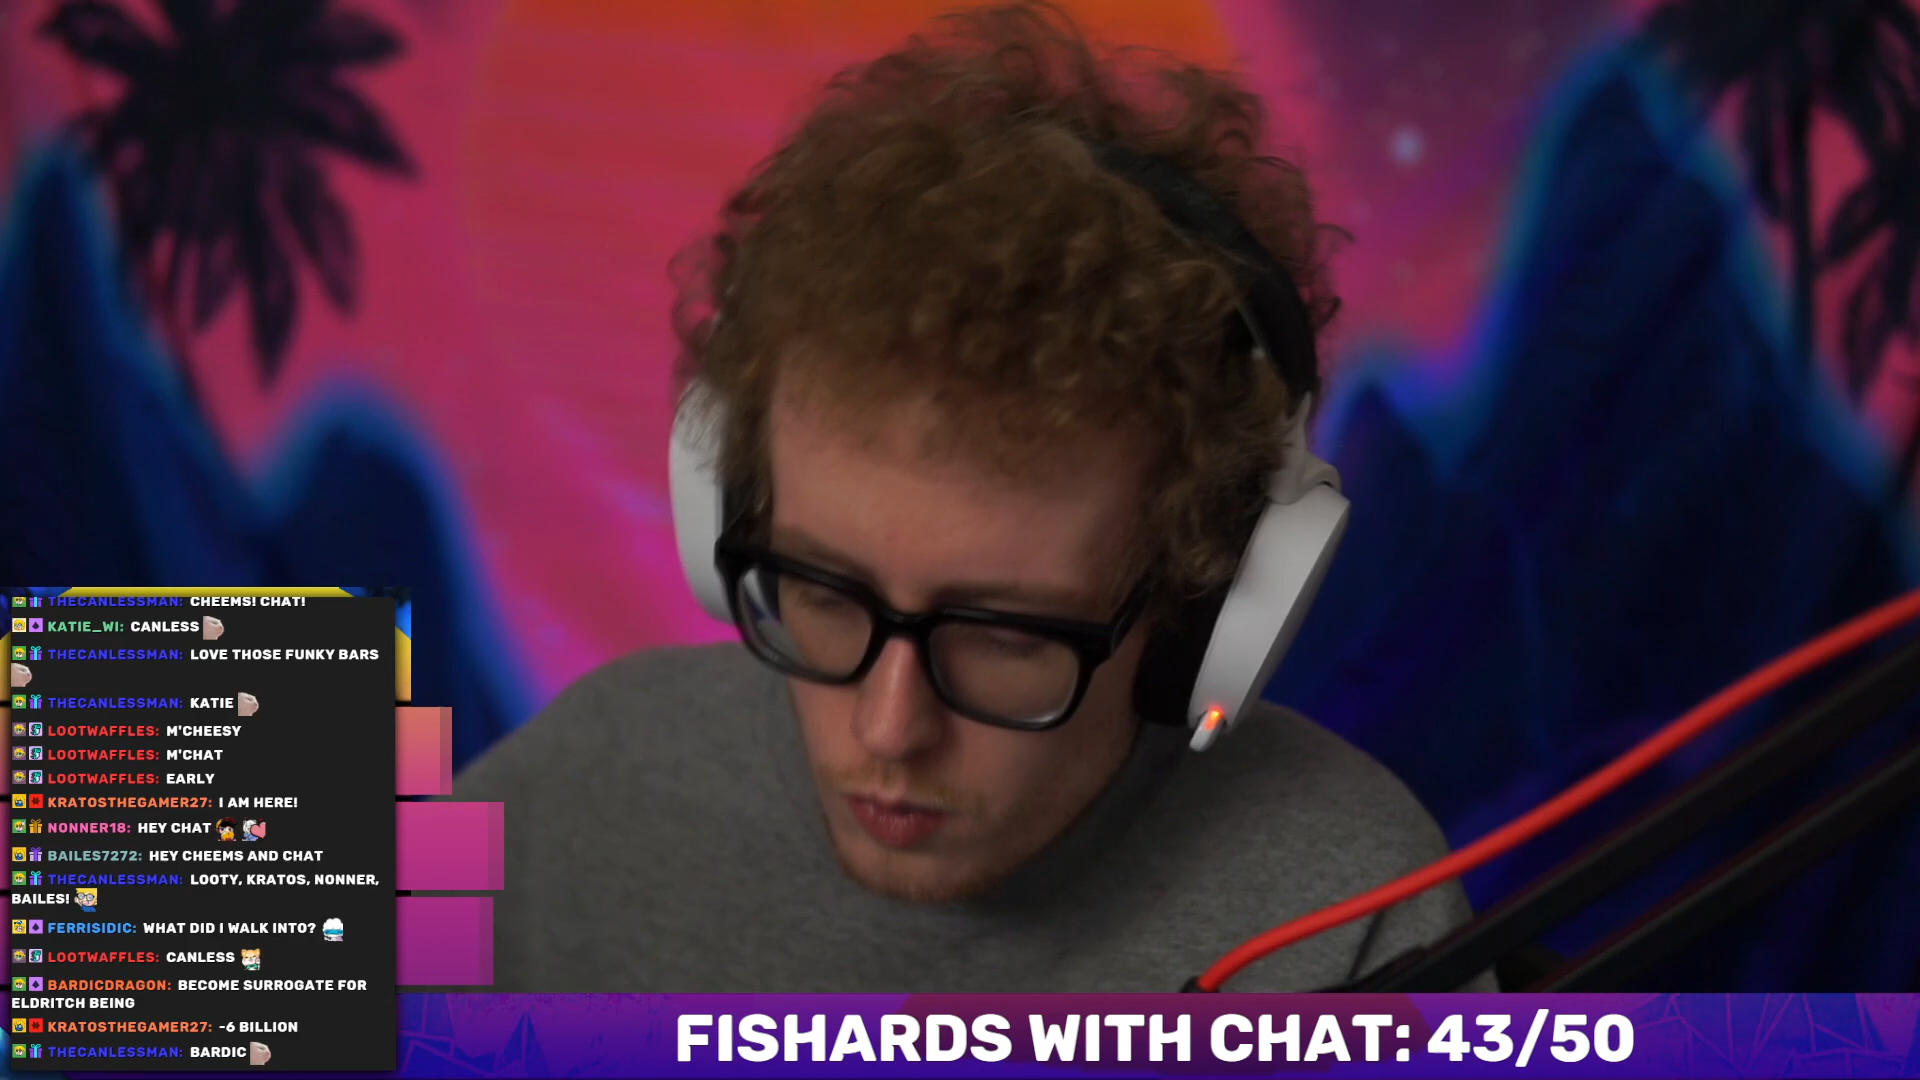 THECANLESSMAN: CHEEMS! CHAT!
KATIE_WI: CANLESS
THECANLESSMAN: LOVE THOSE FUNKY BARS
THECANLESSMAN: KATIE
LOOTWAFFLES: M'CHEESY
LOOTWAFFLES: M'CHAT
LOOTWAFFLES: EARLY
KRATOSTHEGAMER27: I AM HERE!
NONNER18: HEY CHAT
BAILES7272: HEY CHEEMS AND CHAT
THECANLESSMAN: LOOTY, KRATOS, NONNER,
BAILES!
FERRISIDIC: WHAT DID I WALK INTO?
LOOTWAFFLES: CANLESS
BARDICDRAGON: BECOME SURROGATE FOR
ELDRITCH BEING
KRATOSTHEGAMER27: -6 BILLION
THECANLESSMAN: BARDIC
FISHARDS WITH CHAT: 43/50